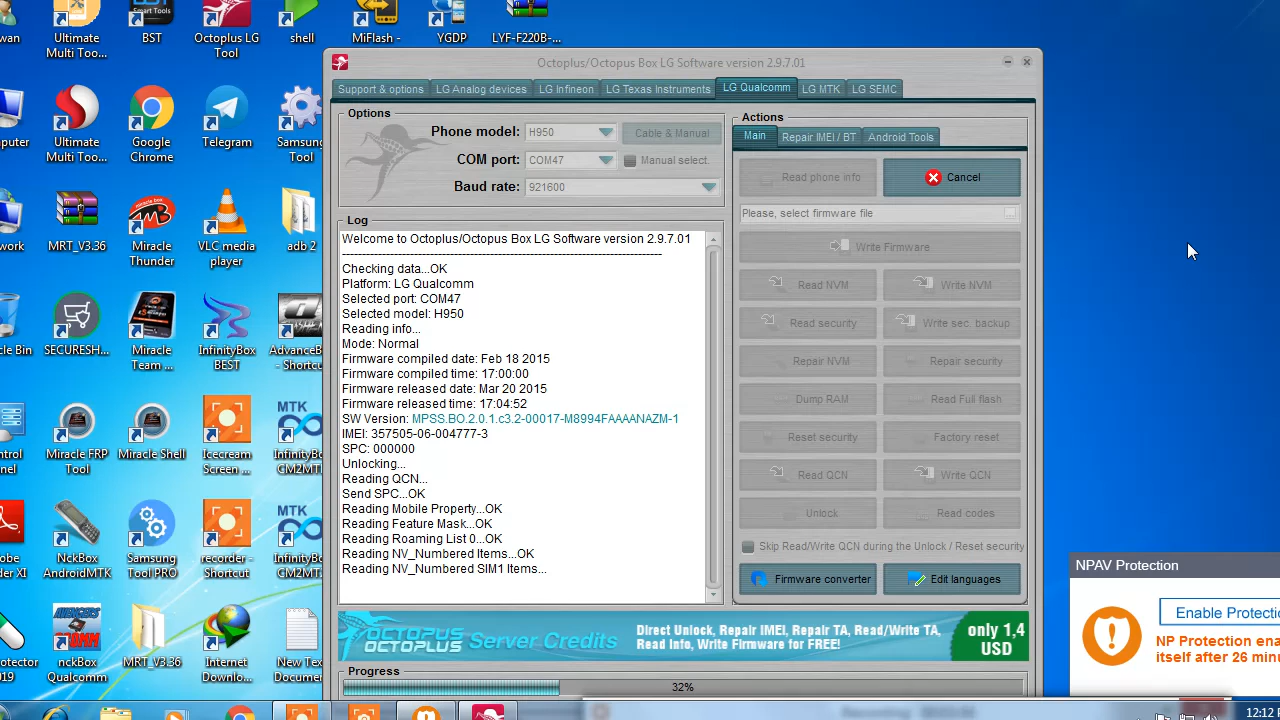 wan
Ultimate
Multi Too...
BST
Octoplus LG
Tool
shell
MiFlash -
YGDP
LYF-F220B-...
puter
Ultimate
Multi Too...
Google
Chrome
Telegram
Samsung
Tool
work
MRT_V3.36
Miracle
Thunder
VLC media
player
adb 2
cle Bin
SECURESH...
Miracle
Team ...
InfinityBox
BEST
AdvanceB
- Shortcut
ntrol
nel
Miracle FRP
Tool
Miracle Shell
Icecream
Screen ...
MTK
InfinityBox
CM2MTK
obe
er XI
NckBox
AndroidMTK
Samsung
Tool PRO
recorder -
Shortcut
MTK
InfinityBox
CM2MTK
otector
019
AVENGERS
nckBox
Qualcomm
MRT_V3.36
Internet
Downlo...
New Tex
Documen
Octoplus/Octopus Box LG Software version 2.9.7.01
Support & options
LG Analog devices
LG Infineon
LG Texas Instruments
LG Qualcomm
LG MTK
LG SEMC
Options
Phone model: H950 Cable & Manual
COM port: COM47 Manual select.
Baud rate: 921600
Log
Welcome to Octoplus/Octopus Box LG Software version 2.9.7.01
Checking data...OK
Platform: LG Qualcomm
Selected port: COM47
Selected model: H950
Reading info...
Mode: Normal
Firmware compiled date: Feb 18 2015
Firmware compiled time: 17:00:00
Firmware released date: Mar 20 2015
Firmware released time: 17:04:52
SW Version: MPSS.BO.2.0.1.c3.2-00017-M8994FAAAANAZM-1
IMEI: 357505-06-004777-3
SPC: 000000
Unlocking...
Reading QCN...
Send SPC...OK
Reading Mobile Property...OK
Reading Feature Mask...OK
Reading Roaming List 0...OK
Reading NV_Numbered Items...OK
Reading NV_Numbered SIM1 Items...
Actions
Main
Repair IMEI / BT
Android Tools
Read phone info
Cancel
Please, select firmware file
Write Firmware
Read NVM
Write NVM
Read security
Write sec. backup
Repair NVM
Repair security
Dump RAM
Read Full flash
Reset security
Factory reset
Read QCN
Write QCN
Unlock
Read codes
Skip Read/Write QCN during the Unlock / Reset security
Firmware converter
Edit languages
OCTOPUS
OCTOPLUS
Server Credits
Direct Unlock, Repair IMEI, Repair TA, Read/Write TA,
Read Info, Write Firmware for FREE!
only 1,4
USD
Progress
32%
NPAV Protection
Enable Protectio
NP Protection ena
itself after 26 min
12:12 P